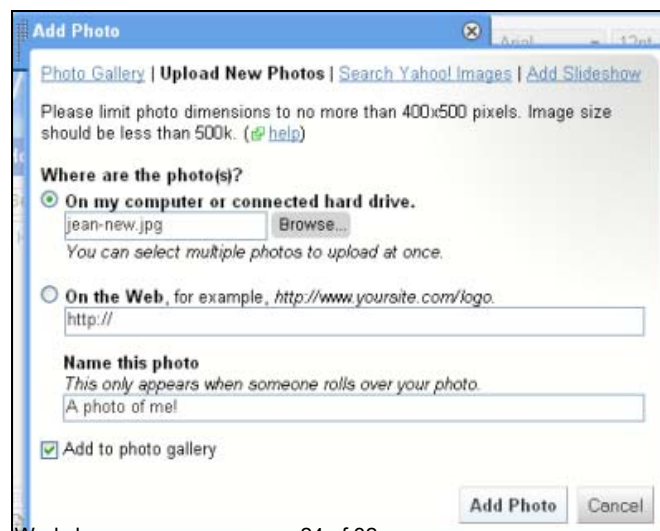 Add Photo
Arial 12pt
Photo Gallery | Upload New Photos | Search Yahoo! Images | Add Slideshow
Please limit photo dimensions to no more than 400x500 pixels. Image size
should be less than 500k. (help)
Where are the photo(s)?
On my computer or connected hard drive.
jean-new.jpg Browse...
You can select multiple photos to upload at once.
On the Web, for example, http://www.yoursite.com/logo.
http://
Name this photo
This only appears when someone rolls over your photo.
A photo of me!
Add to photo gallery
Add Photo Cancel